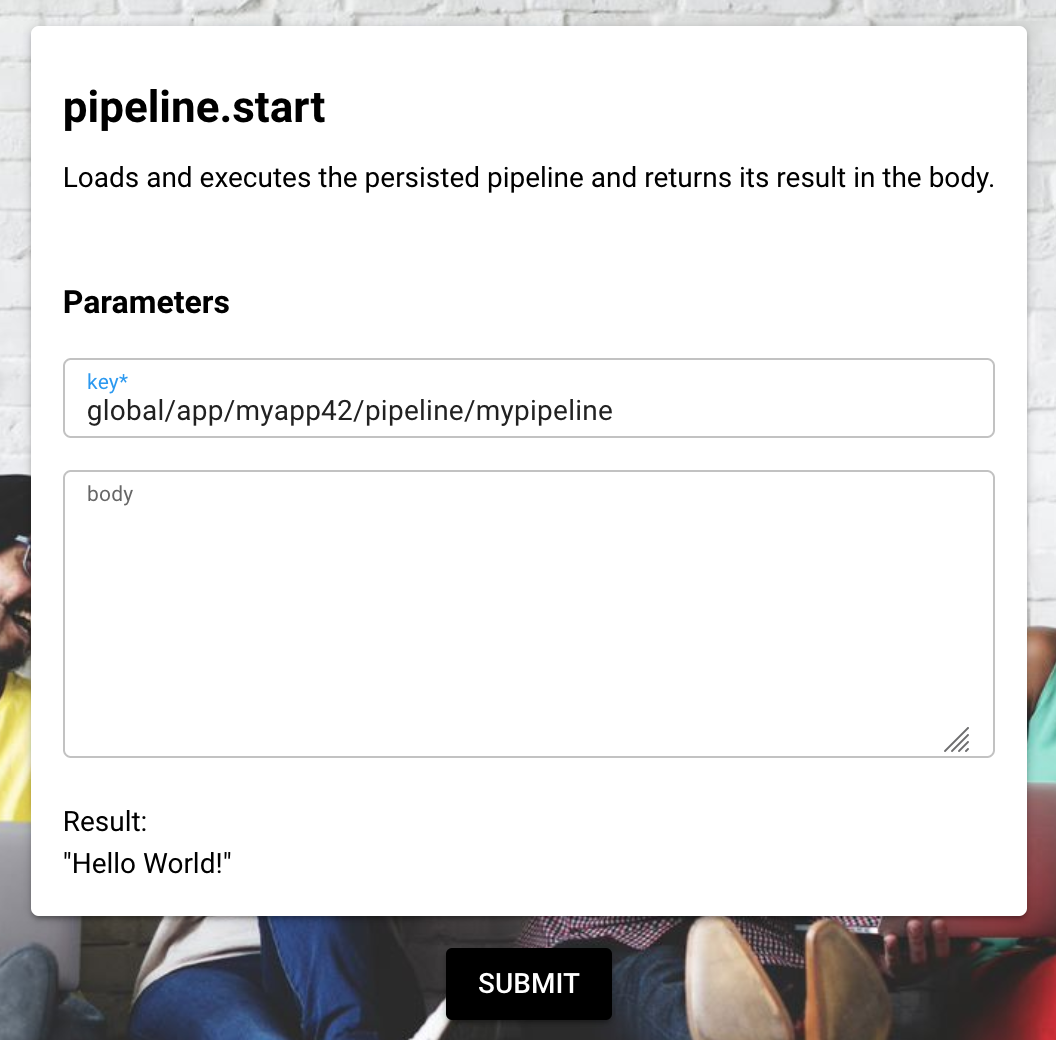 pipeline.start
Loads and executes the persisted pipeline and returns its result in the body.
Parameters
key*
global/app/myapp42/pipeline/mypipeline
body
Result:
"Hello World!"
SUBMIT